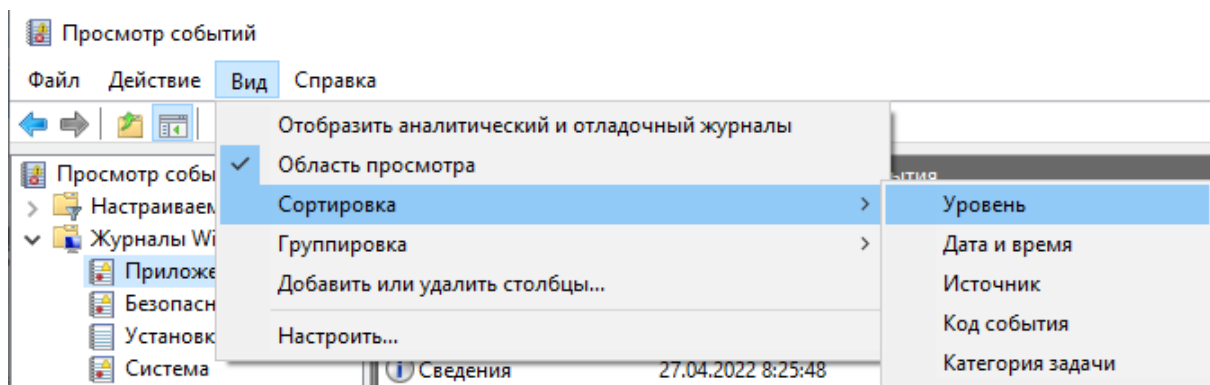 Просмотр событий
Файл Действие Вид Справка
Отобразить аналитический и отладочный журналы
Область просмотра
Сортировка
Группировка
Добавить или удалить столбцы...
Настроить...
Уровень
Дата и время
Источник
Код события
Категория задачи
Просмотр собы
Настраиваем
Журналы Wi
Приложе
Безопасн
Установк
Система
Сведения 27.04.2022 8:25:48